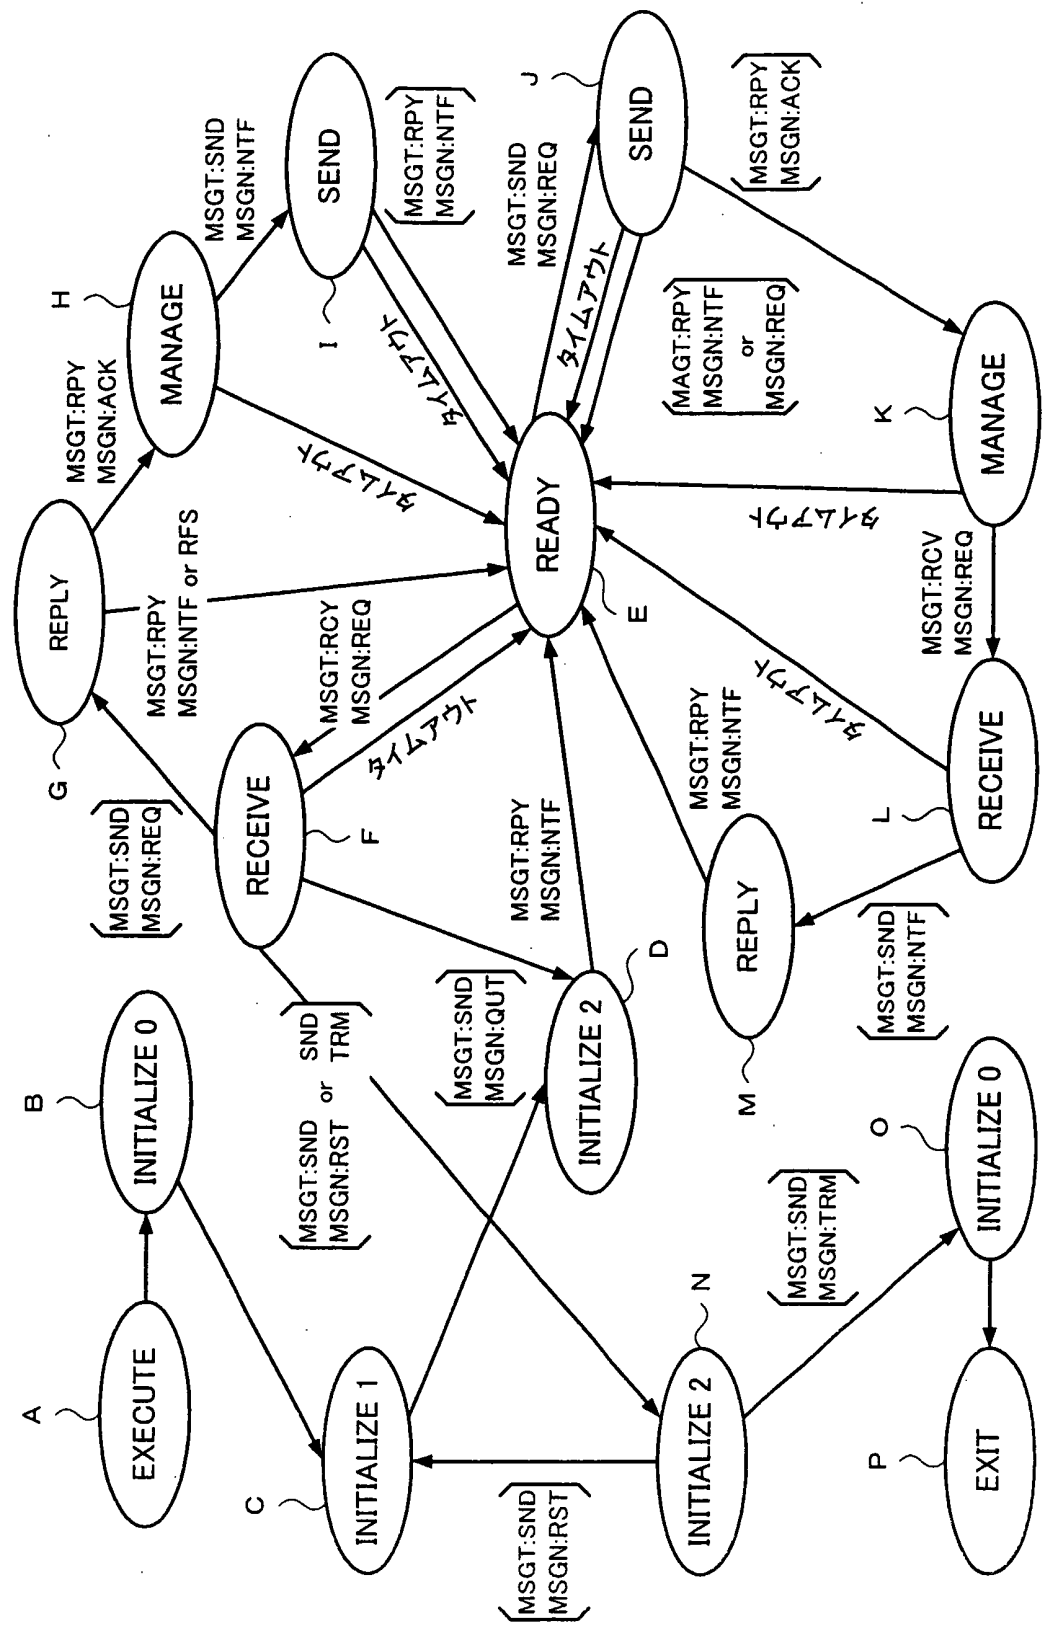 A
EXECUTE
B
INITIALIZE 0
C
INITIALIZE 1
MSGT:SND
MSGN:RST
or
SND
TRM
MSGT:SND
MSGN:REQ
G
REPLY
MSGT:RPY
MSGN:ACK
H
MANAGE
MSGT:SND
MSGN:NTF
I
SEND
MSGT:RPY
MSGN:NTF
タイムアウト
タイムアウト
MSGT:RPY
MSGN:NTF or RFS
MSGT:RCY
MSGN:REQ
タイムアウト
F
RECEIVE
MSGT:SND
MSGN:QUT
MSGT:RPY
MSGN:NTF
D
INITIALIZE 2
E
READY
MSGT:SND
MSGN:REQ
タイムアウト
J
SEND
MSGT:RPY
MSGN:ACK
MAGT:RPY
MSGN:NTF
or
MSGN:REQ
K
MANAGE
タイムアウト
MSGT:RCV
MSGN:REQ
L
RECEIVE
タイムアウト
MSGT:RPY
MSGN:NTF
M
REPLY
MSGT:SND
MSGN:NTF
MSGT:SND
MSGN:RST
N
INITIALIZE 2
MSGT:SND
MSGN:TRM
O
INITIALIZE 0
P
EXIT